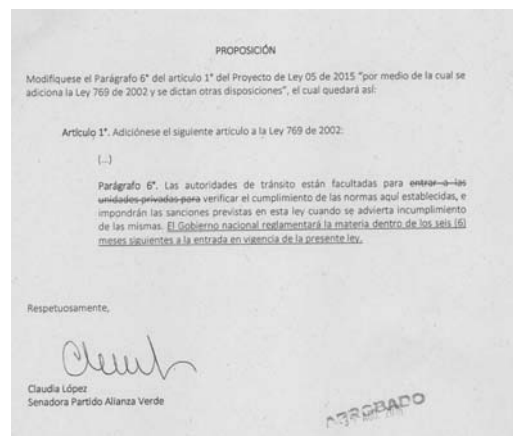 PROPOSICIÓN
Modifiquese el Parágrafo 6° del artículo 1° del Proyecto de Ley 05 de 2015 "por medio de la cual se
adiciona la Ley 769 de 2002 y se dictan otras disposiciones", el cual quedará así:
Artículo 1°. Adiciónese el siguiente artículo a la Ley 769 de 2002:
(...)
Parágrafo 6°. Las autoridades de tránsito están facultadas para entrar a las
unidades privadas para verificar el cumplimiento de las normas aquí establecidas, e
impondrán las sanciones previstas en esta ley cuando se advierta incumplimiento
de las mismas. El Gobierno nacional reglamentará la materia dentro de los seis (6)
meses siguientes a la entrada en vigencia de la presente ley.
Respetuosamente,
Claudia López
Senadora Partido Alianza Verde
APROBADO